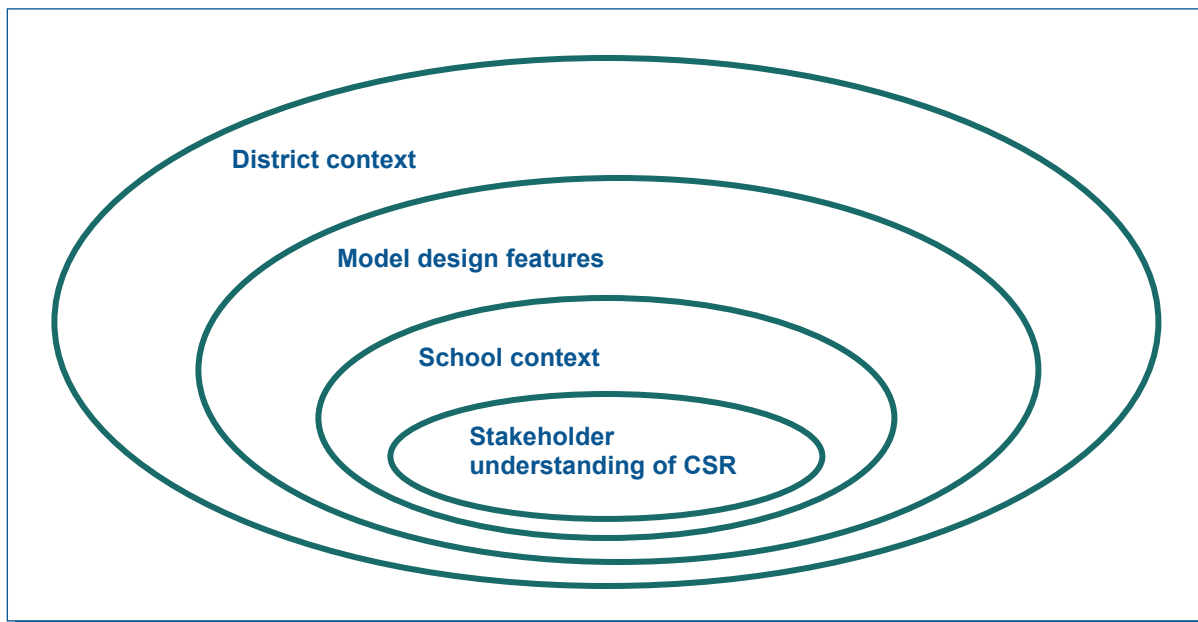 District context
Model design features
School context
Stakeholder
understanding of CSR